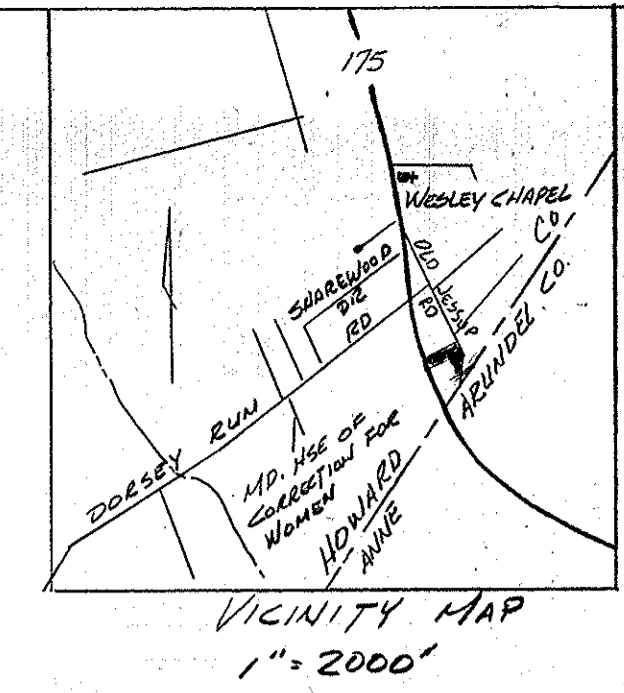 175
WESLEY CHAPEL
SHAREWOOD
DR
OLD JESSUP
RD
DORSEY RUN RD
MD. HSE OF
CORRECTION FOR
WOMEN
HOWARD CO.
ANNE ARUNDEL CO.
VICINITY MAP
1" = 2000'